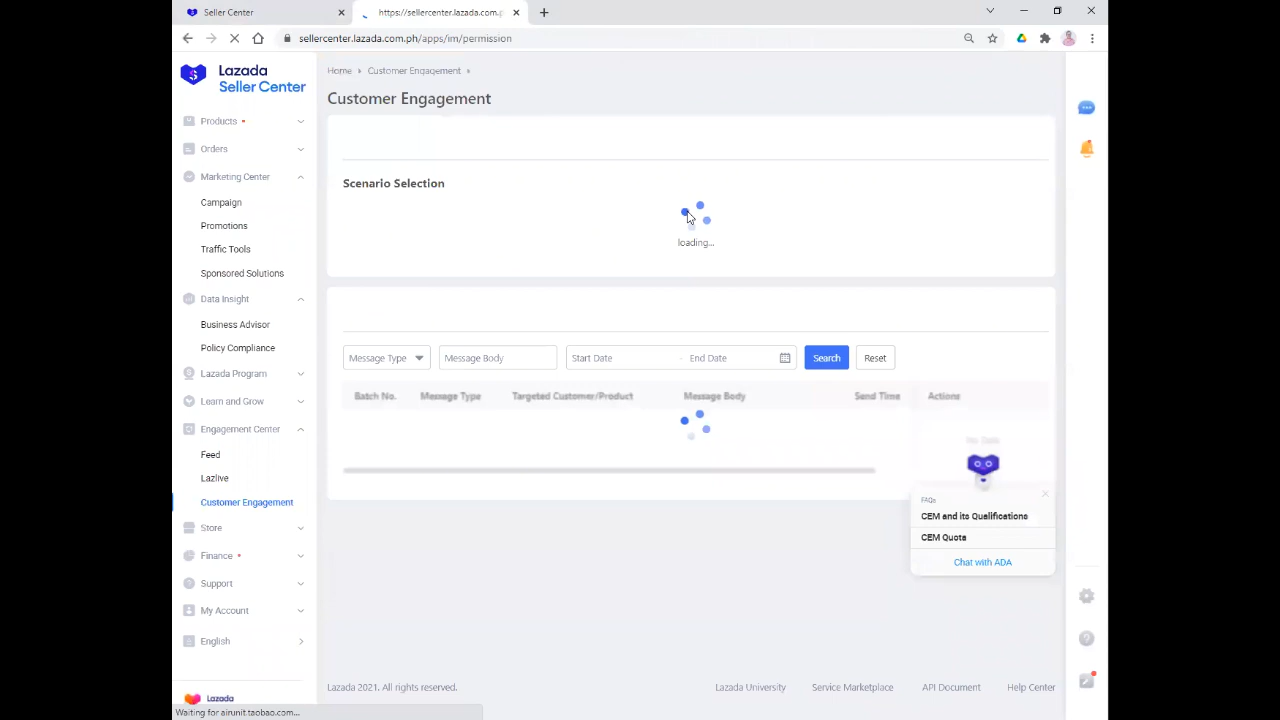 Seller Center
https://sellercenter.lazada.com.p
sellercenter.lazada.com.ph/apps/im/permission
Lazada
Seller Center
Products
Orders
Marketing Center
Campaign
Promotions
Traffic Tools
Sponsored Solutions
Data Insight
Business Advisor
Policy Compliance
Lazada Program
Learn and Grow
Engagement Center
Feed
Lazlive
Customer Engagement
Store
Finance
Support
My Account
English
Lazada
Waiting for airunit.taobao.com...
Home Customer Engagement
Customer Engagement
Scenario Selection
loading...
Message Type Message Body Start Date - End Date Search Reset
Batch No. Message Type Targeted Customer/Product Message Body Send Time Actions
No Data
FAQs
CEM and its Qualifications
CEM Quota
Chat with ADA
Lazada 2021. All rights reserved. Lazada University Service Marketplace API Document Help Center